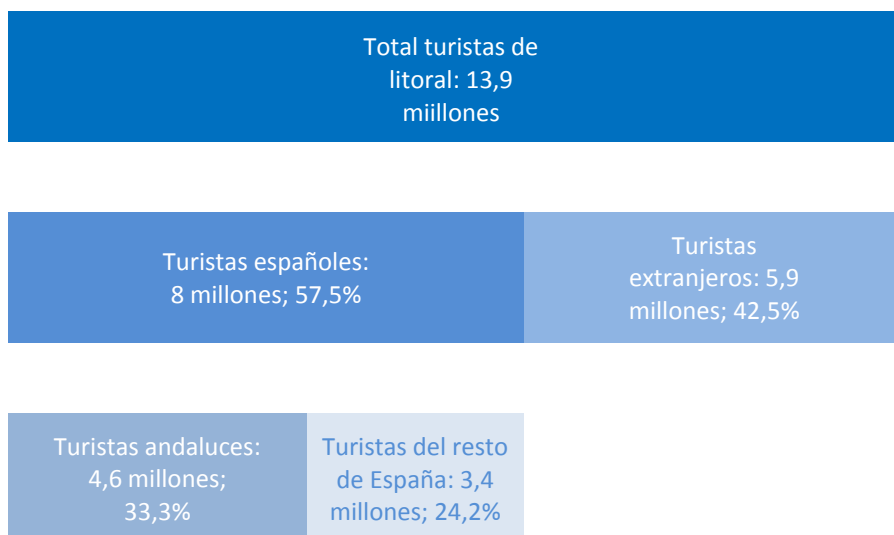 Total turistas de
litoral: 13,9
miillones
Turistas españoles:
8 millones; 57,5%
Turistas
extranjeros: 5,9
millones; 42,5%
Turistas andaluces:
4,6 millones;
33,3%
Turistas del resto
de España: 3,4
millones; 24,2%